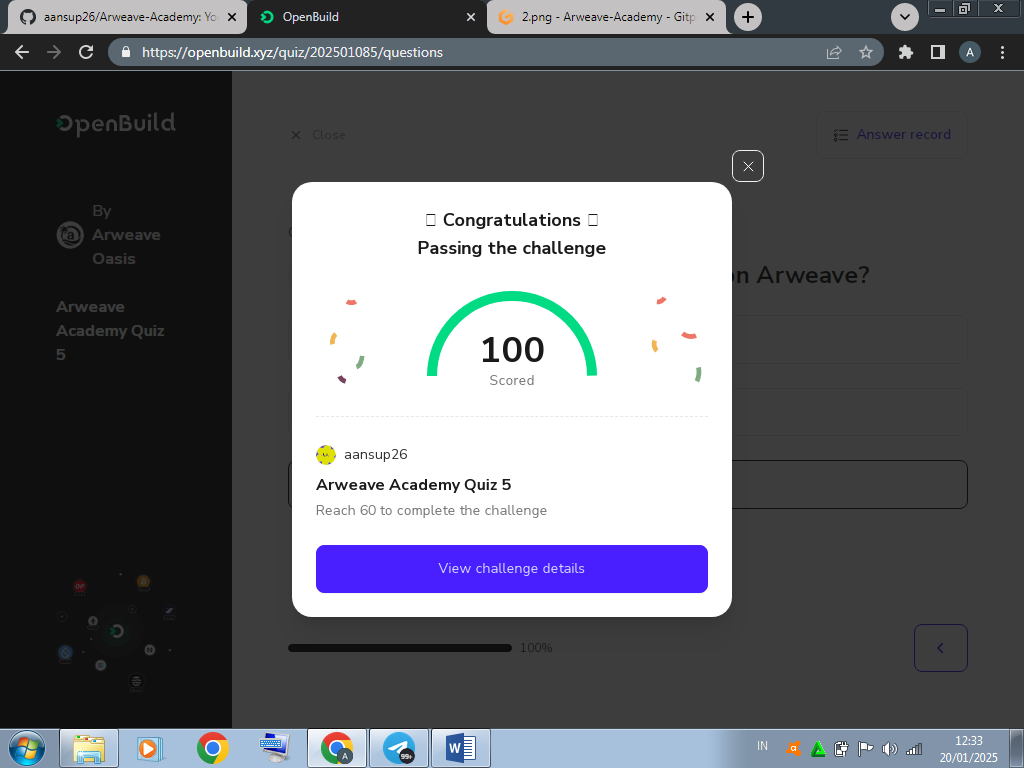 aansup26/Arweave-Academy: Yo
OpenBuild
2.png - Arweave-Academy - Gitp
https://openbuild.xyz/quiz/202501085/questions
A
OpenBuild
Close
Answer record
By
Arweave
Oasis
Arweave
Academy Quiz
5
on Arweave?
Congratulations
Passing the challenge
100
Scored
aansup26
Arweave Academy Quiz 5
Reach 60 to complete the challenge
View challenge details
100%
A
99+
W
IN
12:33
20/01/2025